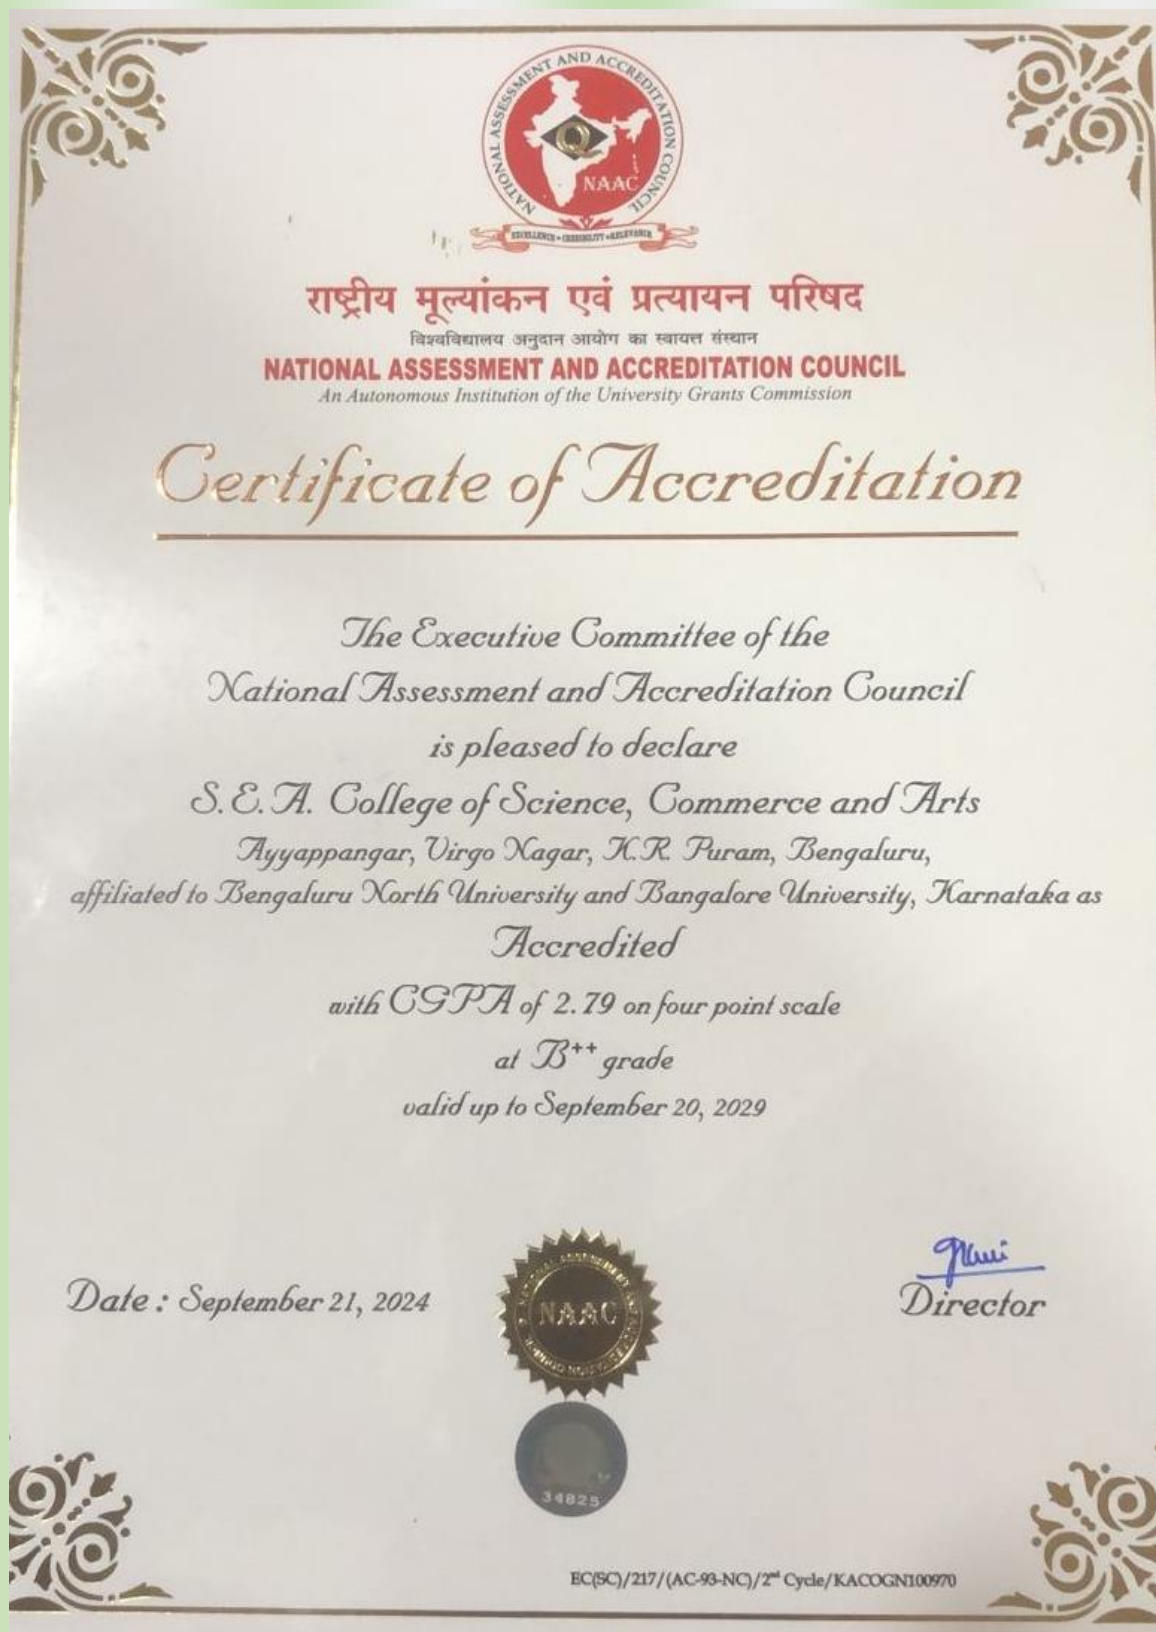 NATIONAL ASSESSMENT AND ACCREDITATION COUNCIL
Q
NAAC
EXCELLENCE • CREDIBILITY • RELEVANCE
राष्ट्रीय मूल्यांकन एवं प्रत्यायन परिषद
विश्वविद्यालय अनुदान आयोग का स्वायत्त संस्थान
NATIONAL ASSESSMENT AND ACCREDITATION COUNCIL
An Autonomous Institution of the University Grants Commission
Certificate of Accreditation
The Executive Committee of the
National Assessment and Accreditation Council
is pleased to declare
S. E. A. College of Science, Commerce and Arts
Ayyappangar, Virgo Nagar, K.R. Puram, Bengaluru,
affiliated to Bengaluru North University and Bangalore University, Karnataka as
Accredited
with CGPA of 2.79 on four point scale
at B++ grade
valid up to September 20, 2029
Date : September 21, 2024
NAAC
Director
34825
EC(SC)/217/(AC-93-NC)/2nd Cycle/KACOGN100970